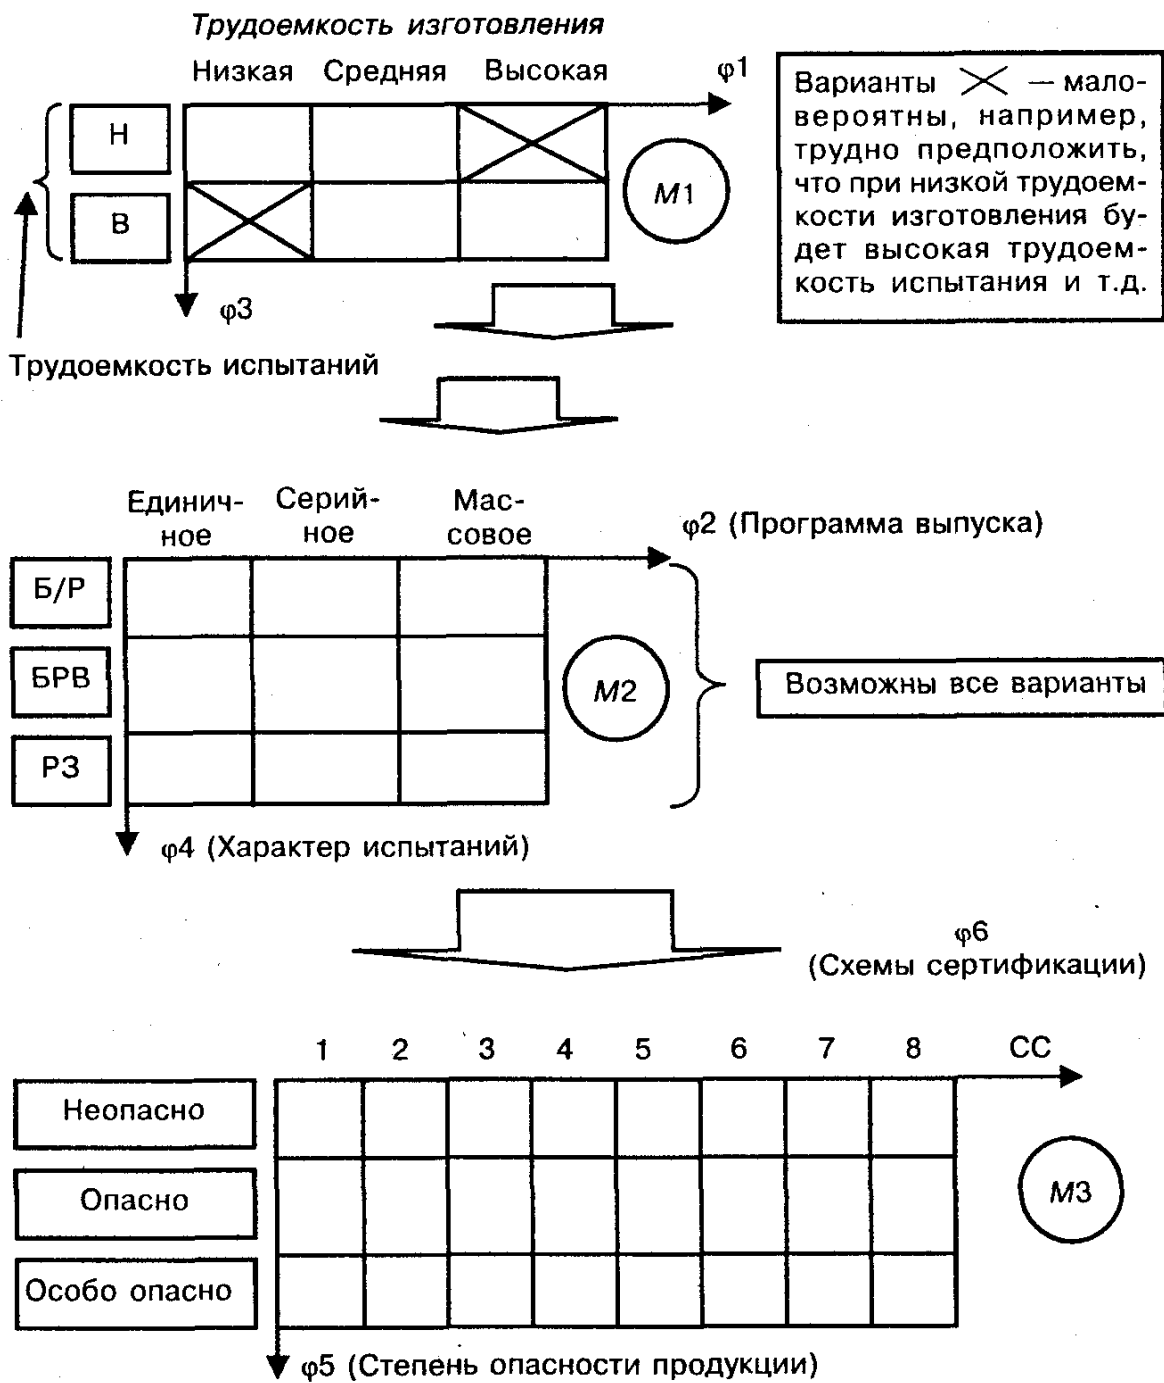 Трудоемкость изготовления
Низкая Средняя Высокая φ1
Н
В
М1
φ3
Трудоемкость испытаний
Варианты — мало-
вероятны, например,
трудно предположить,
что при низкой трудоем-
кости изготовления бу-
дет высокая трудоем-
кость испытания и т.д.
Единич- Серий- Мас-
ное ное совое
φ2 (Программа выпуска)
Б/Р
БРВ
РЗ
М2
Возможны все варианты
φ4 (Характер испытаний)
φ6
(Схемы сертификации)
1 2 3 4 5 6 7 8 СС
Неопасно
Опасно
Особо опасно
М3
φ5 (Степень опасности продукции)